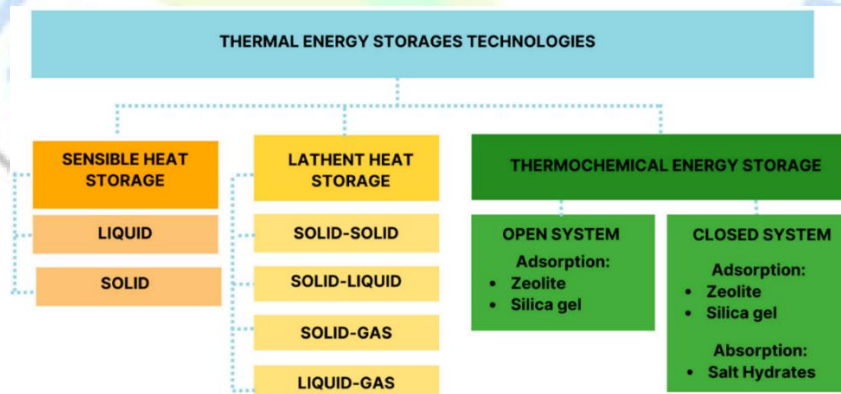 THERMAL ENERGY STORAGES TECHNOLOGIES
SENSIBLE HEAT
STORAGE
LIQUID
SOLID
LATHENT HEAT
STORAGE
SOLID-SOLID
SOLID-LIQUID
SOLID-GAS
LIQUID-GAS
THERMOCHEMICAL ENERGY STORAGE
OPEN SYSTEM
Adsorption:
• Zeolite
• Silica gel
CLOSED SYSTEM
Adsorption:
• Zeolite
• Silica gel
Absorption:
• Salt Hydrates